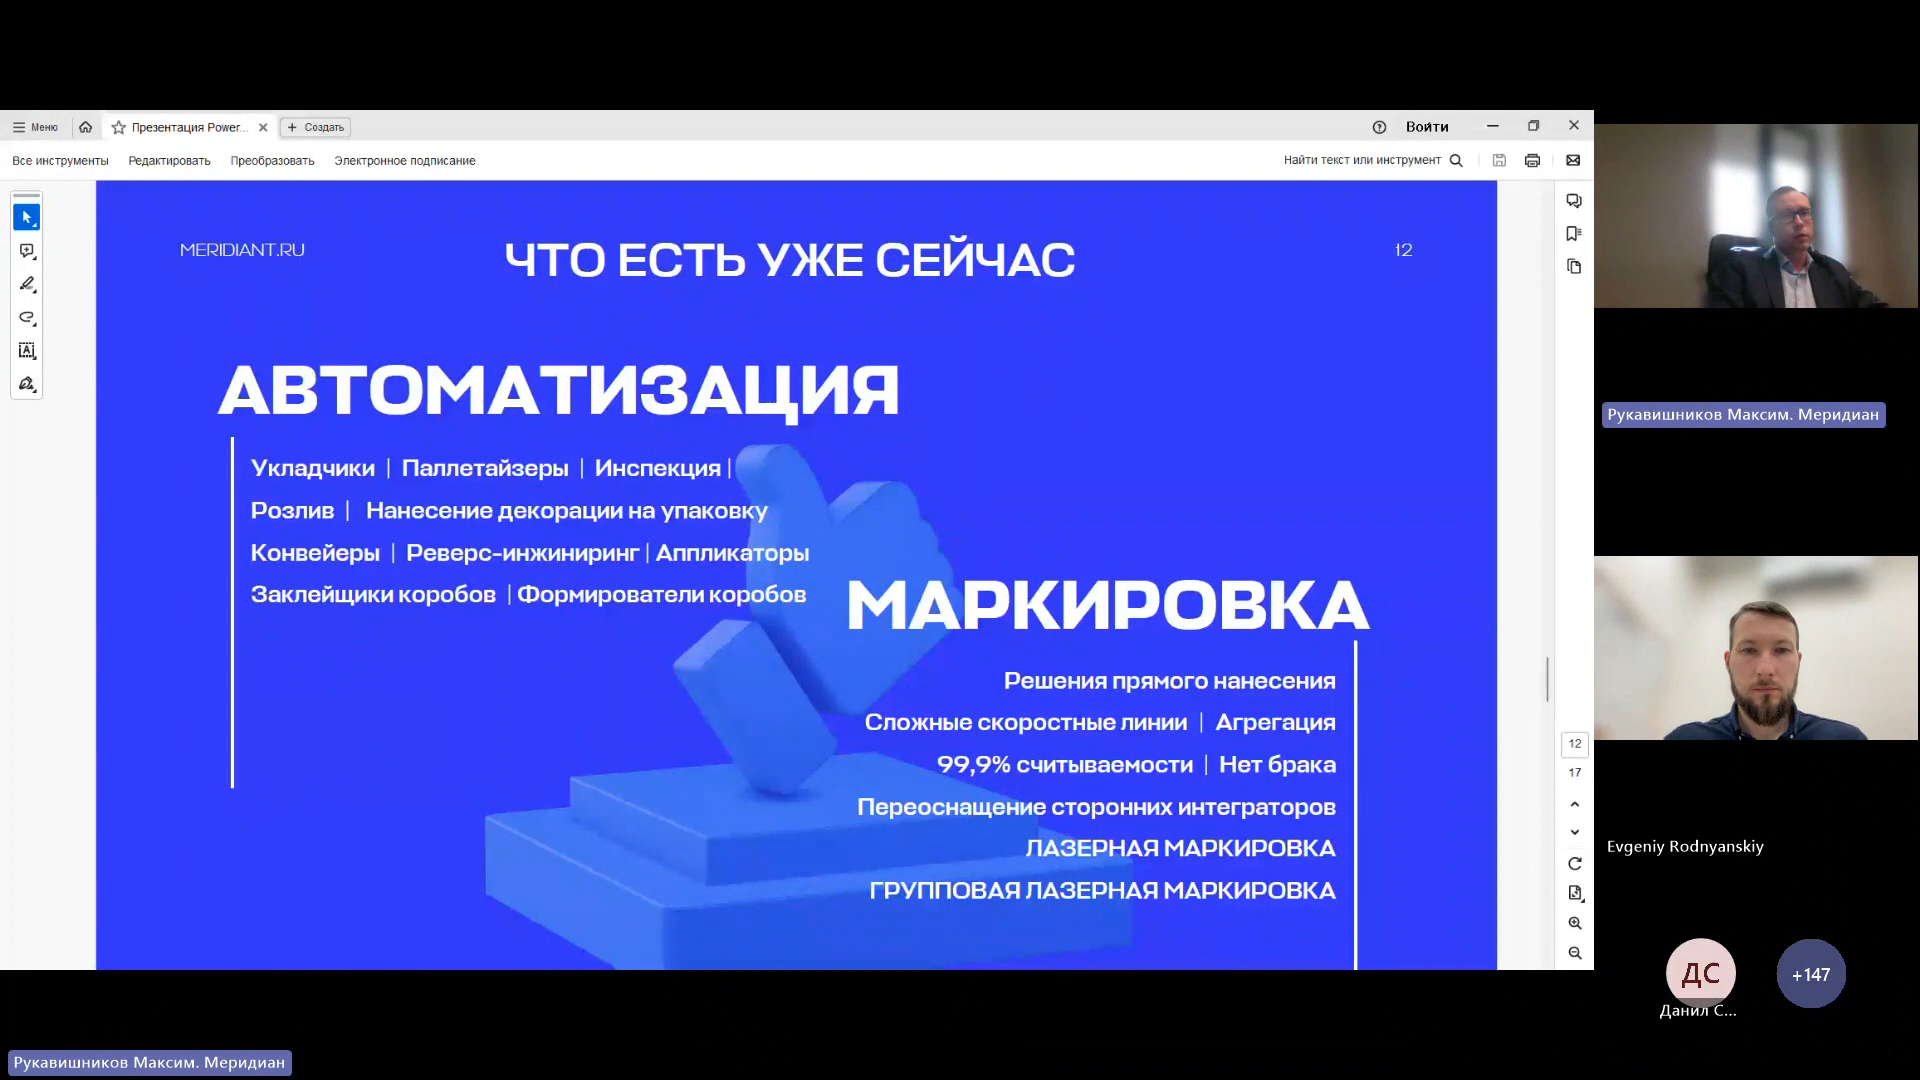 Меню
Презентация Power...
Создать
Войти
Все инструменты
Редактировать
Преобразовать
Электронное подписание
Найти текст или инструмент
MERIDIANT.RU
ЧТО ЕСТЬ УЖЕ СЕЙЧАС
12
АВТОМАТИЗАЦИЯ
Укладчики | Паллетайзеры | Инспекция |
Розлив | Нанесение декорации на упаковку
Конвейеры | Реверс-инжиниринг | Аппликаторы
Заклейщики коробов | Формирователи коробов
МАРКИРОВКА
Решения прямого нанесения
Сложные скоростные линии | Агрегация
99,9% считываемости | Нет брака
Переоснащение сторонних интеграторов
ЛАЗЕРНАЯ МАРКИРОВКА
ГРУППОВАЯ ЛАЗЕРНАЯ МАРКИРОВКА
12
17
Рукавишников Максим. Меридиан
Evgeniy Rodnyanskiy
ДС
Данил С...
+147
Рукавишников Максим. Меридиан